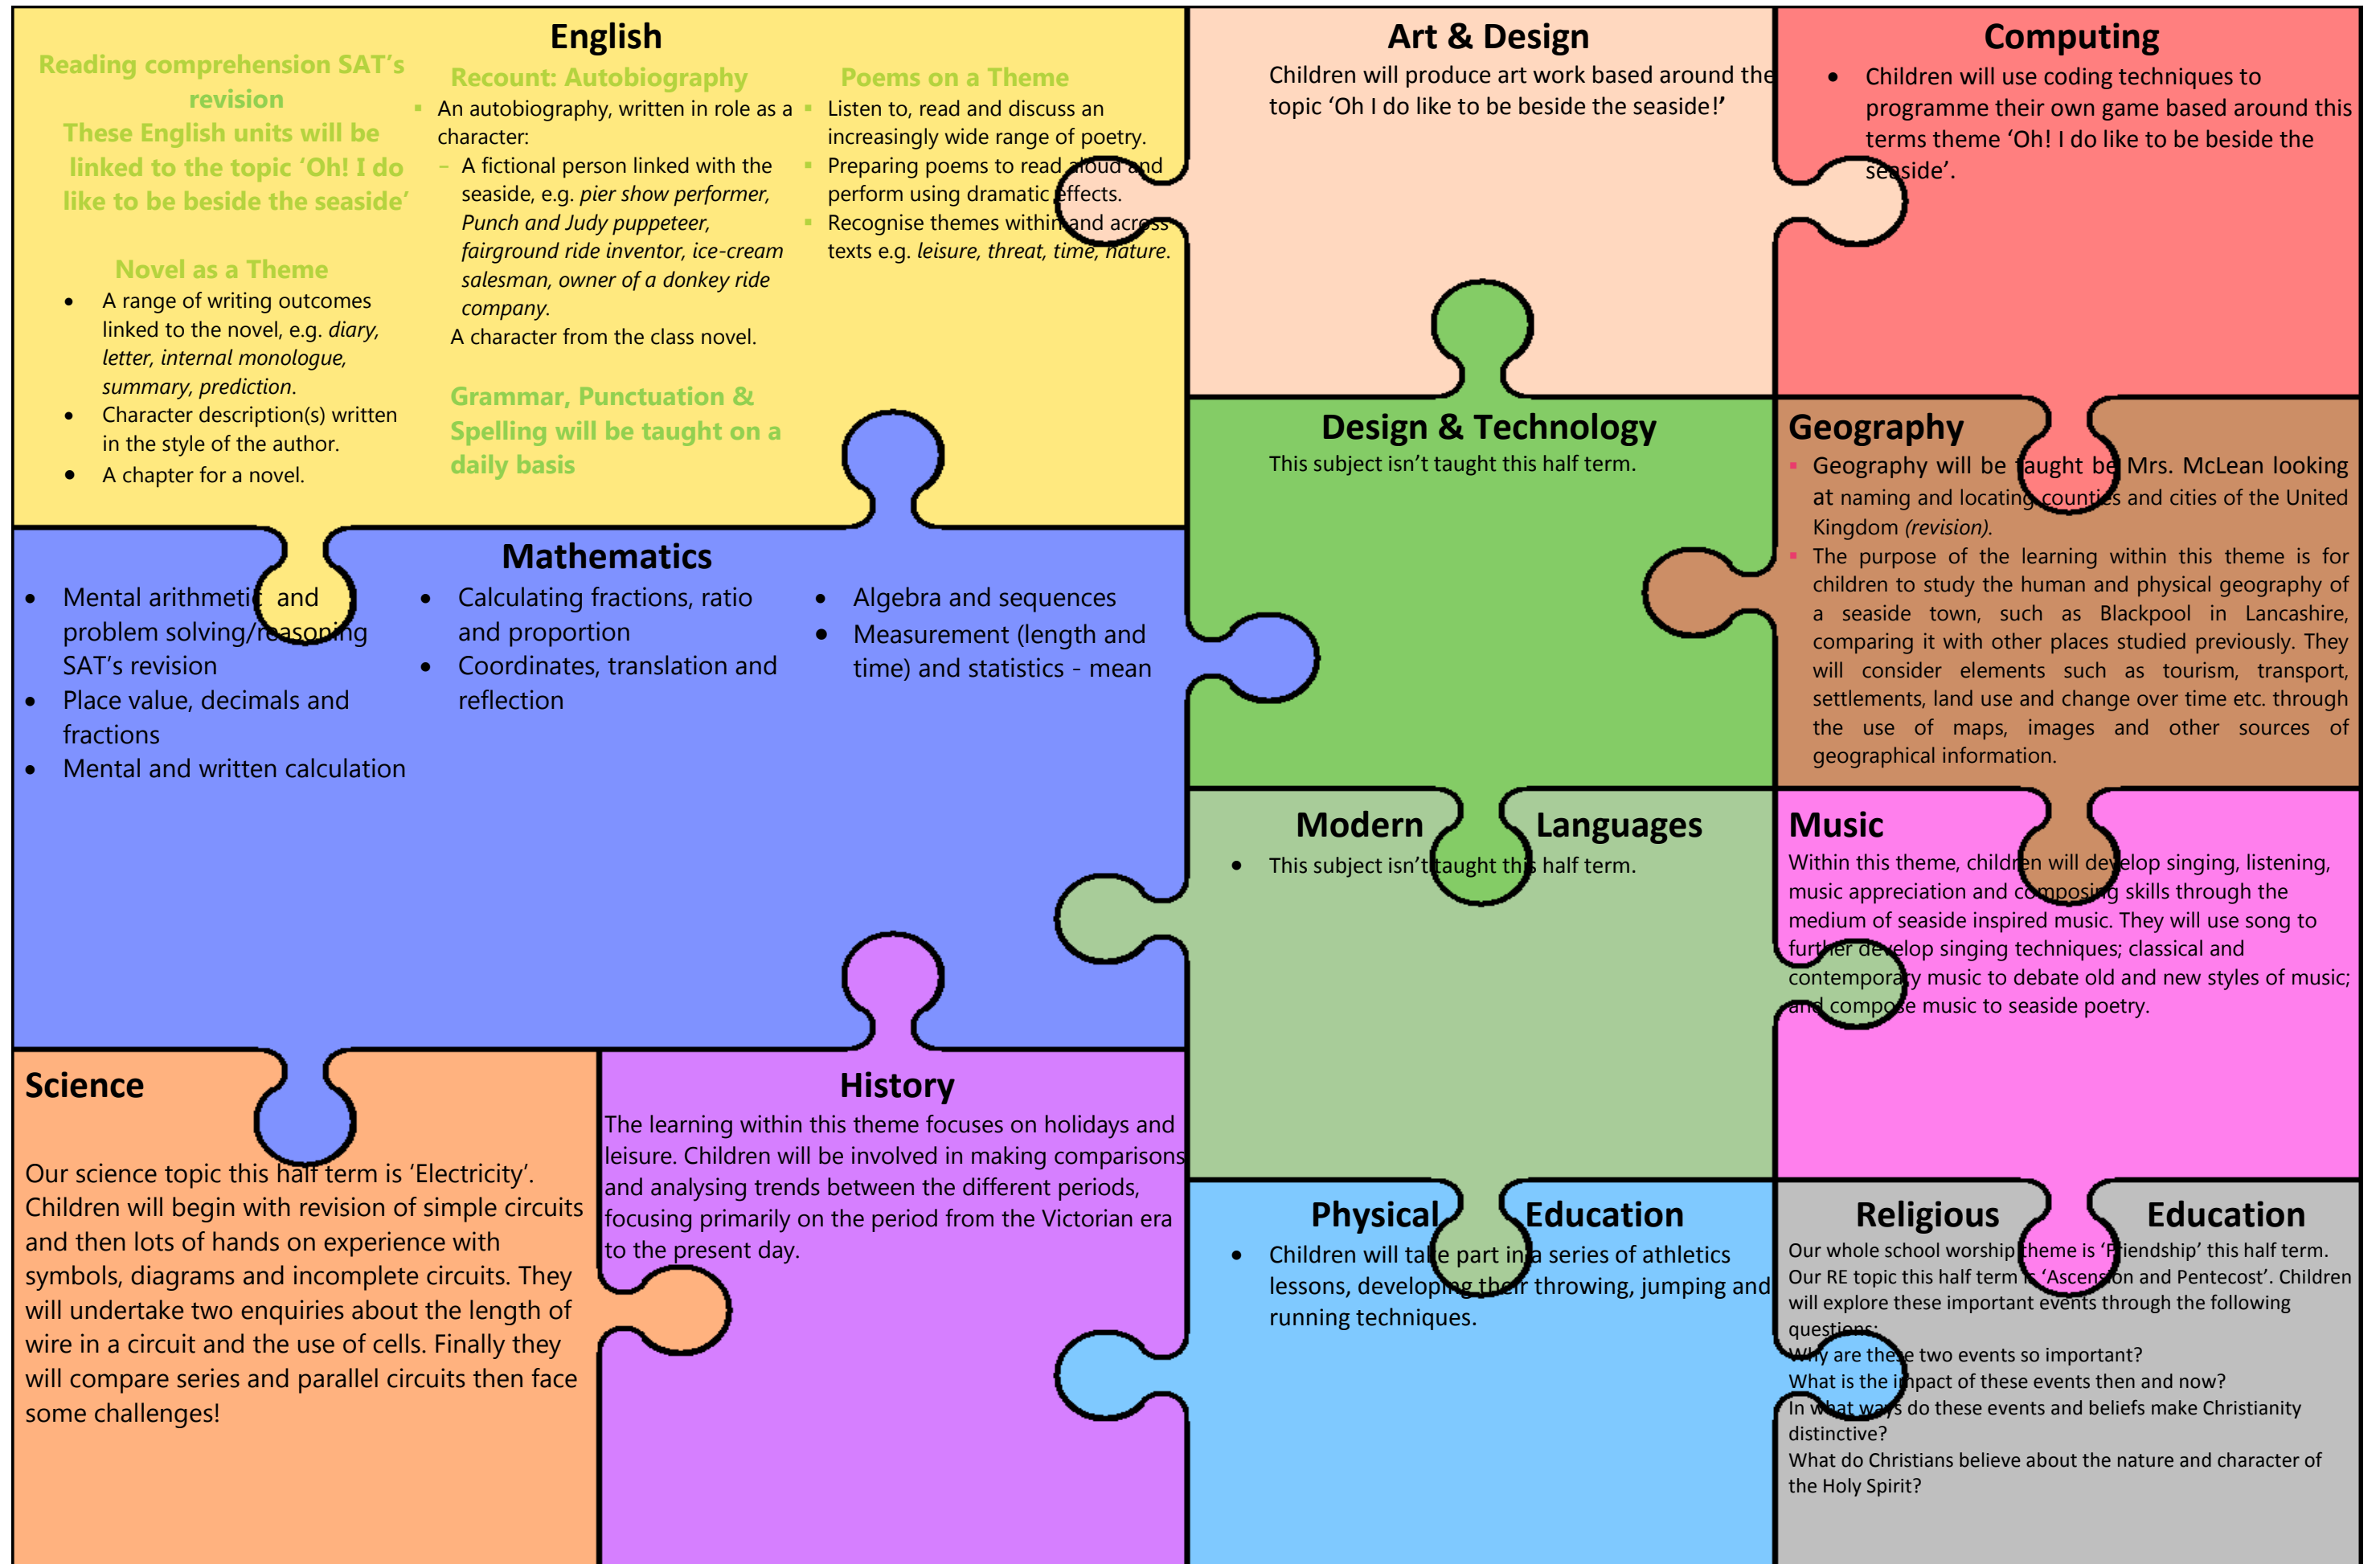 English
Reading comprehension SAT's
revision
These English units will be
linked to the topic 'Oh! I do
like to be beside the seaside'
Novel as a Theme
• A range of writing outcomes
linked to the novel, e.g. diary,
letter, internal monologue,
summary, prediction.
• Character description(s) written
in the style of the author.
• A chapter for a novel.
Recount: Autobiography
▪ An autobiography, written in role as a
character:
– A fictional person linked with the
seaside, e.g. pier show performer,
Punch and Judy puppeteer,
fairground ride inventor, ice-cream
salesman, owner of a donkey ride
company.
A character from the class novel.
Grammar, Punctuation &
Spelling will be taught on a
daily basis
Poems on a Theme
▪ Listen to, read and discuss an
increasingly wide range of poetry.
▪ Preparing poems to read aloud and
perform using dramatic effects.
▪ Recognise themes within and across
texts e.g. leisure, threat, time, nature.
Art & Design
Children will produce art work based around the
topic 'Oh I do like to be beside the seaside!'
Computing
• Children will use coding techniques to
programme their own game based around this
terms theme 'Oh! I do like to be beside the
seaside'.
Design & Technology
This subject isn't taught this half term.
Geography
▪ Geography will be taught be Mrs. McLean looking
at naming and locating counties and cities of the United
Kingdom (revision).
▪ The purpose of the learning within this theme is for
children to study the human and physical geography of
a seaside town, such as Blackpool in Lancashire,
comparing it with other places studied previously. They
will consider elements such as tourism, transport,
settlements, land use and change over time etc. through
the use of maps, images and other sources of
geographical information.
Mathematics
• Mental arithmetic and
problem solving/reasoning
SAT's revision
• Place value, decimals and
fractions
• Mental and written calculation
• Calculating fractions, ratio
and proportion
• Coordinates, translation and
reflection
• Algebra and sequences
• Measurement (length and
time) and statistics - mean
Modern Languages
• This subject isn't taught this half term.
Music
Within this theme, children will develop singing, listening,
music appreciation and composing skills through the
medium of seaside inspired music. They will use song to
further develop singing techniques; classical and
contemporary music to debate old and new styles of music;
and compose music to seaside poetry.
Science
Our science topic this half term is 'Electricity'.
Children will begin with revision of simple circuits
and then lots of hands on experience with
symbols, diagrams and incomplete circuits. They
will undertake two enquiries about the length of
wire in a circuit and the use of cells. Finally they
will compare series and parallel circuits then face
some challenges!
History
The learning within this theme focuses on holidays and
leisure. Children will be involved in making comparisons
and analysing trends between the different periods,
focusing primarily on the period from the Victorian era
to the present day.
Physical Education
• Children will take part in a series of athletics
lessons, developing their throwing, jumping and
running techniques.
Religious Education
Our whole school worship theme is 'Friendship' this half term.
Our RE topic this half term is 'Ascension and Pentecost'. Children
will explore these important events through the following
questions:
Why are these two events so important?
What is the impact of these events then and now?
In what ways do these events and beliefs make Christianity
distinctive?
What do Christians believe about the nature and character of
the Holy Spirit?